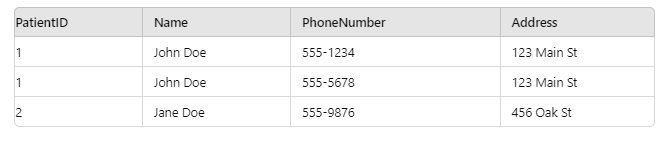 PatientID Name PhoneNumber Address
1 John Doe 555-1234 123 Main St
1 John Doe 555-5678 123 Main St
2 Jane Doe 555-9876 456 Oak St